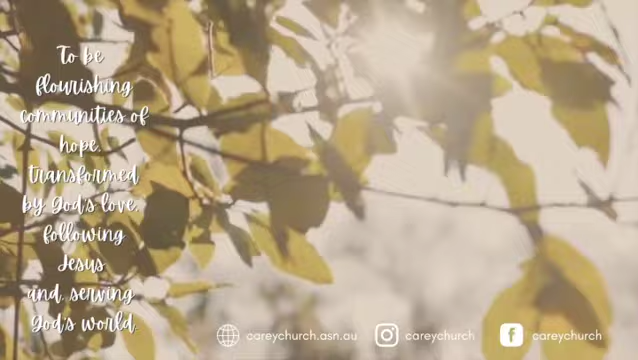 To be
flourishing
communities of
hope,
transformed
by God's love,
following
Jesus
and serving
God's world.
careychurch.asn.au careychurch careychurch